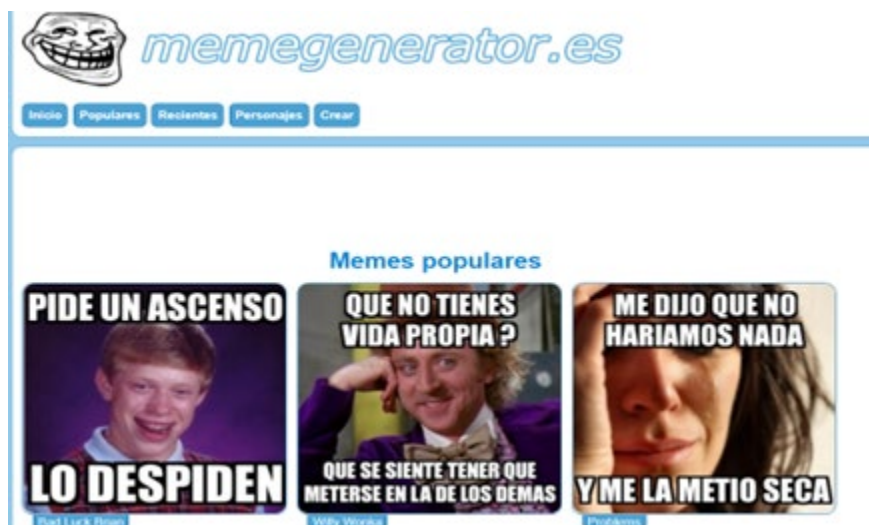 memegenerator.es
Inicio Populares Recientes Personajes Crear
Memes populares
PIDE UN ASCENSO
LO DESPIDEN
QUE NO TIENES
VIDA PROPIA ?
QUE SE SIENTE TENER QUE
METERSE EN LA DE LOS DEMAS
ME DIJO QUE NO
HARIAMOS NADA
Y ME LA METIO SECA
Bad Luck Brian
Willy Wonka
Problems